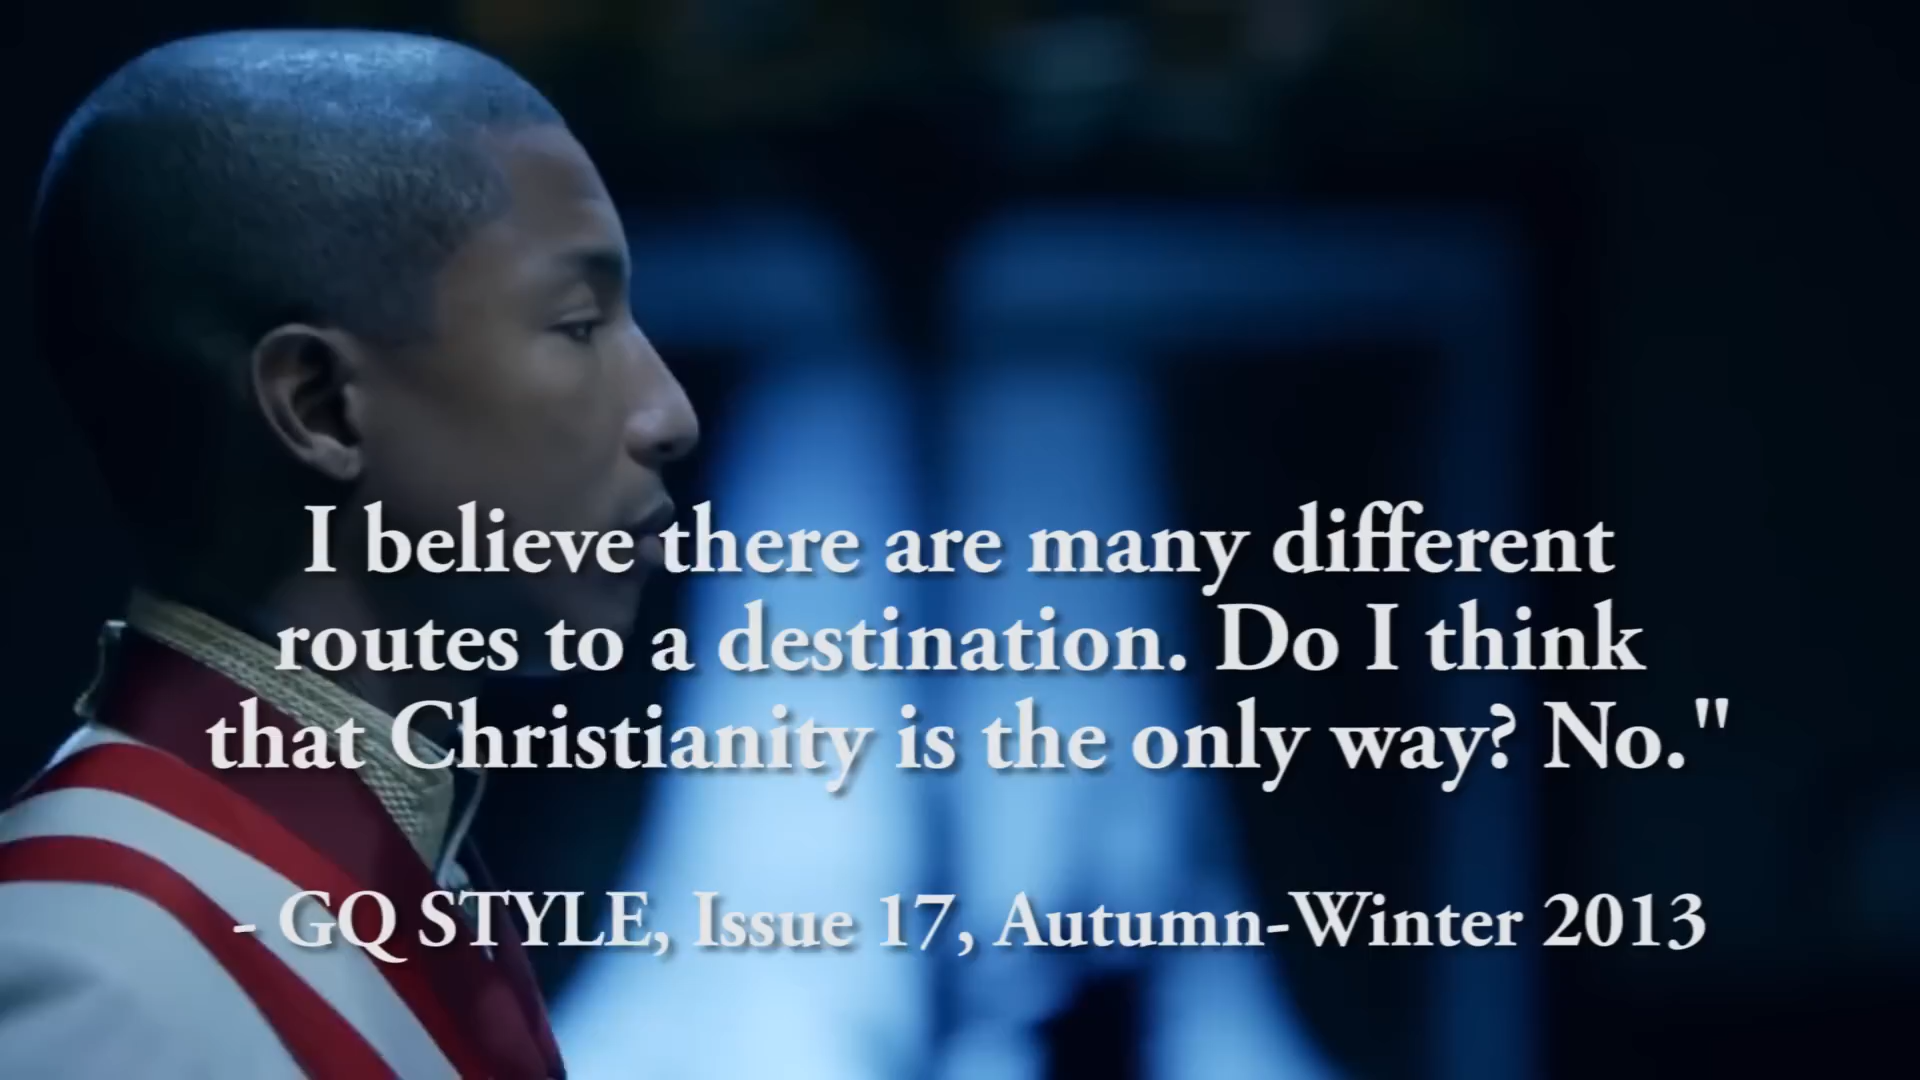 I believe there are many different
routes to a destination. Do I think
that Christianity is the only way? No."
- GQ STYLE, Issue 17, Autumn-Winter 2013